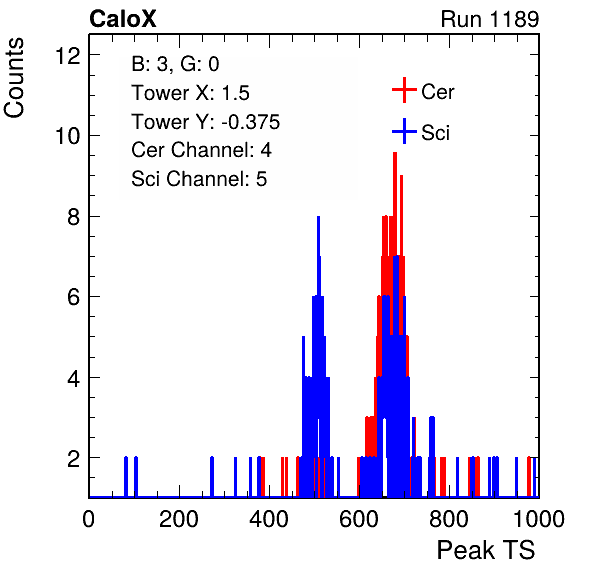 CaloX Run 1189
Counts
12
10
8
6
4
2
B: 3, G: 0
Tower X: 1.5
Tower Y: -0.375
Cer Channel: 4
Sci Channel: 5
Cer
Sci
0 200 400 600 800 1000
Peak TS